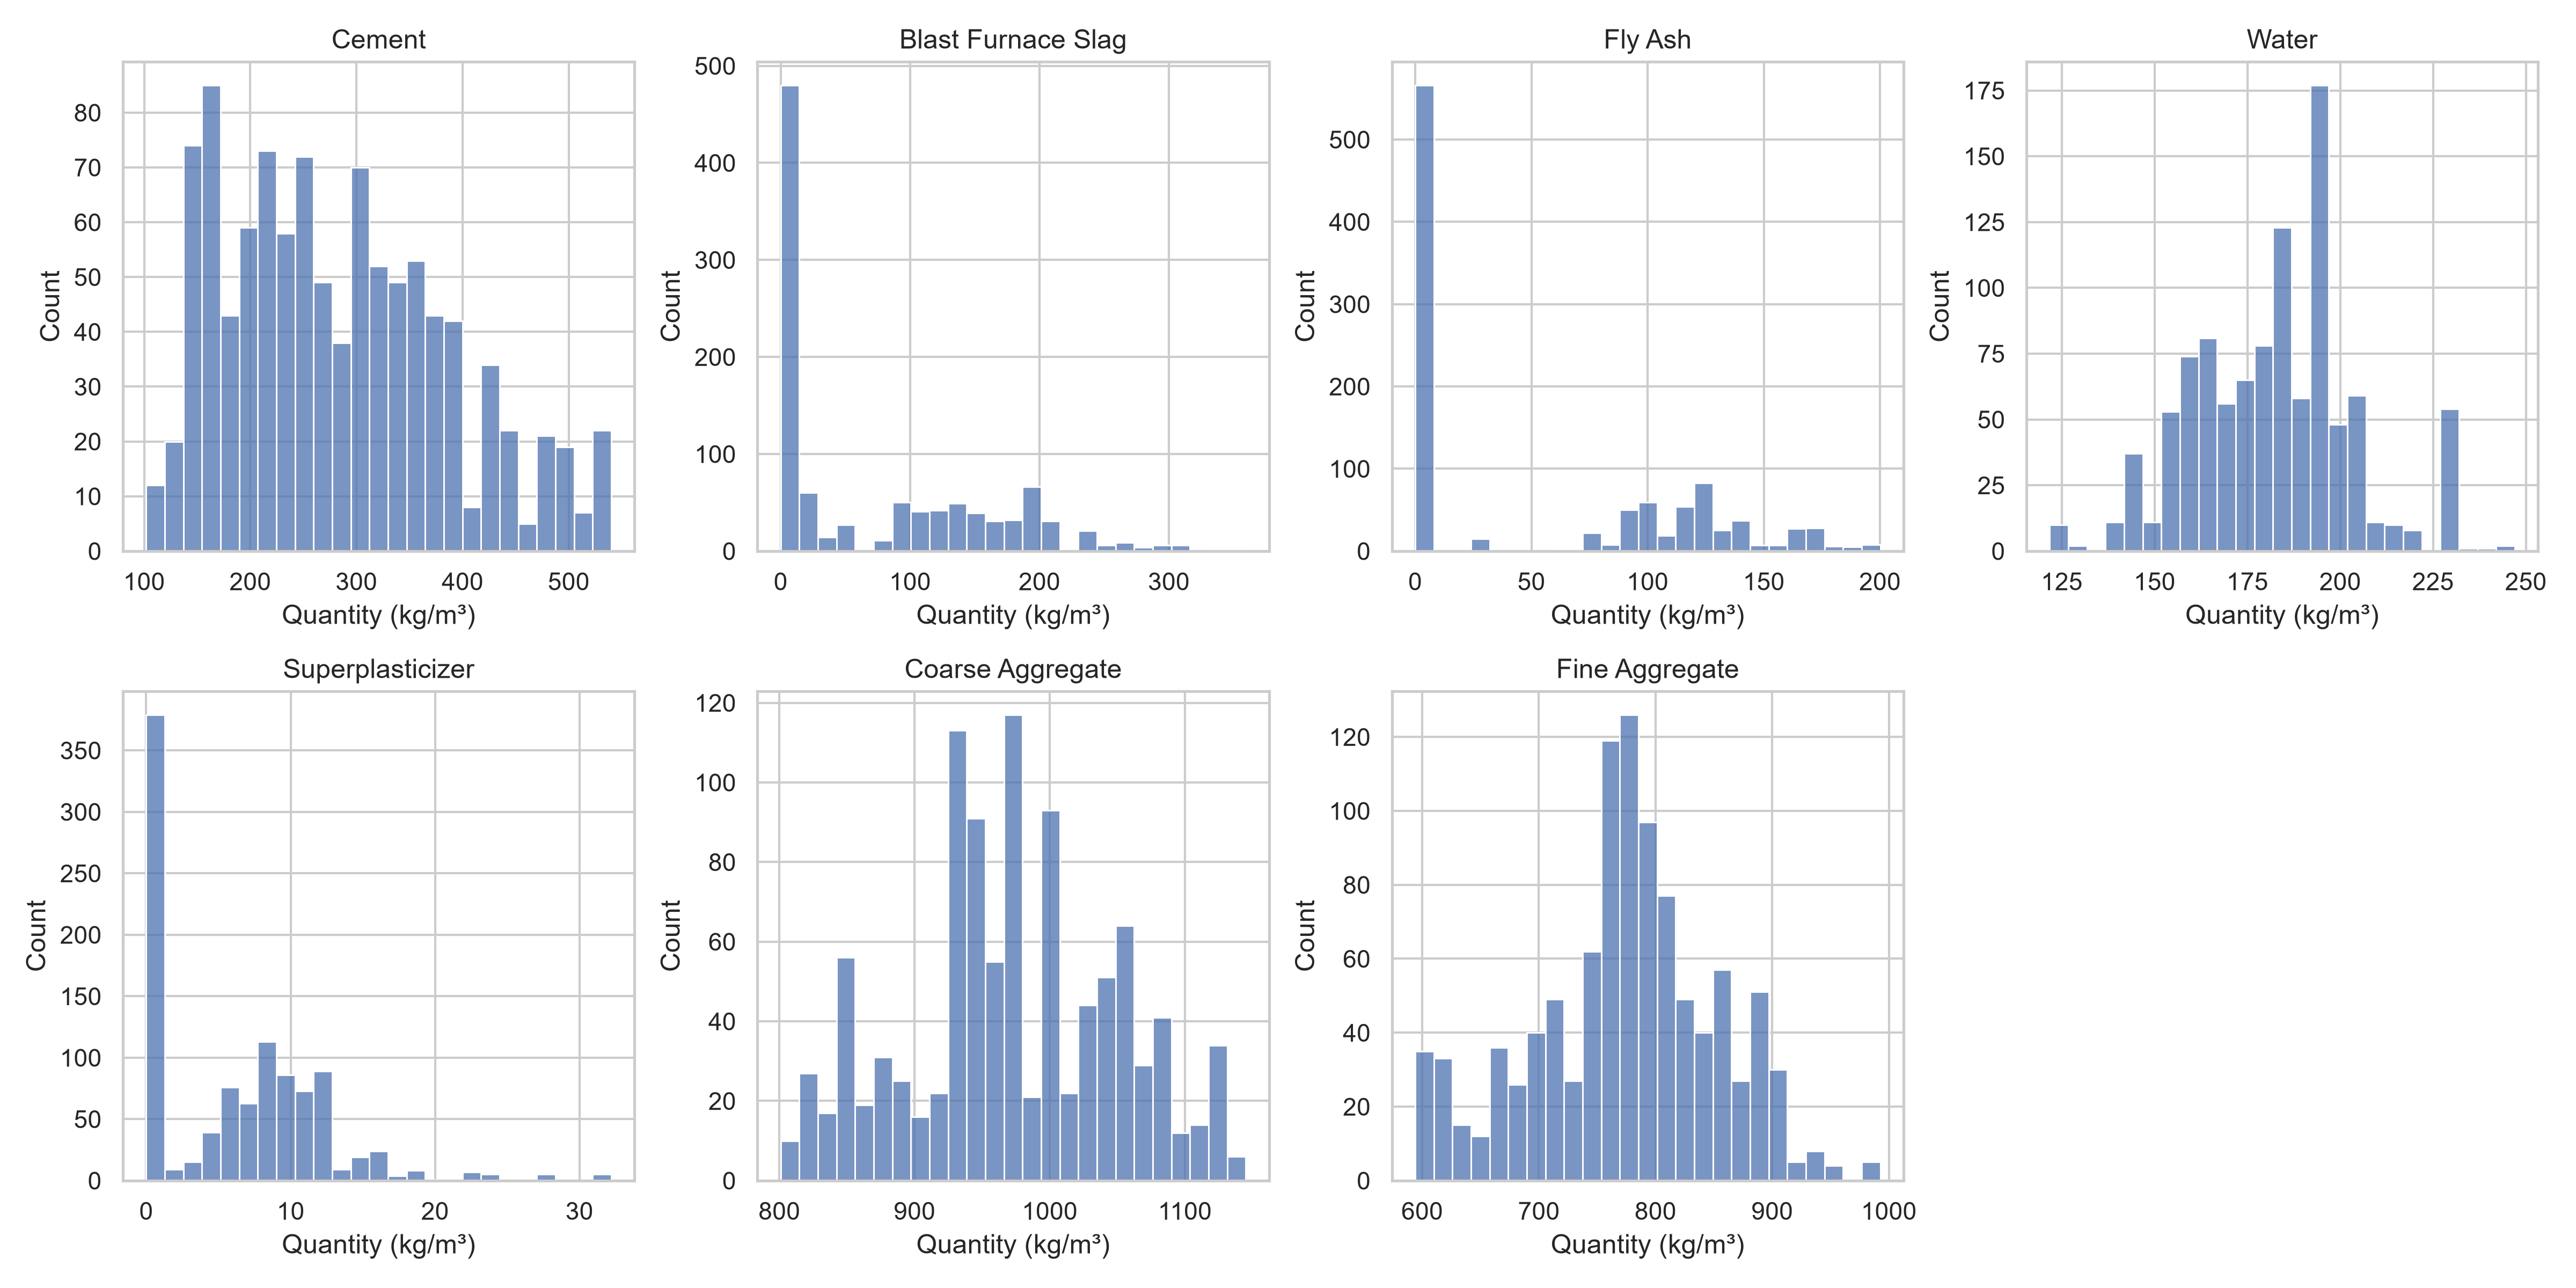 Cement
Count
80
70
60
50
40
30
20
10
0
100 200 300 400 500
Quantity (kg/m³)
Blast Furnace Slag
Count
500
400
300
200
100
0
0 100 200 300
Quantity (kg/m³)
Fly Ash
Count
500
400
300
200
100
0
0 50 100 150 200
Quantity (kg/m³)
Water
Count
175
150
125
100
75
50
25
0
125 150 175 200 225 250
Quantity (kg/m³)
Superplasticizer
Count
350
300
250
200
150
100
50
0
0 10 20 30
Quantity (kg/m³)
Coarse Aggregate
Count
120
100
80
60
40
20
0
800 900 1000 1100
Quantity (kg/m³)
Fine Aggregate
Count
120
100
80
60
40
20
0
600 700 800 900 1000
Quantity (kg/m³)